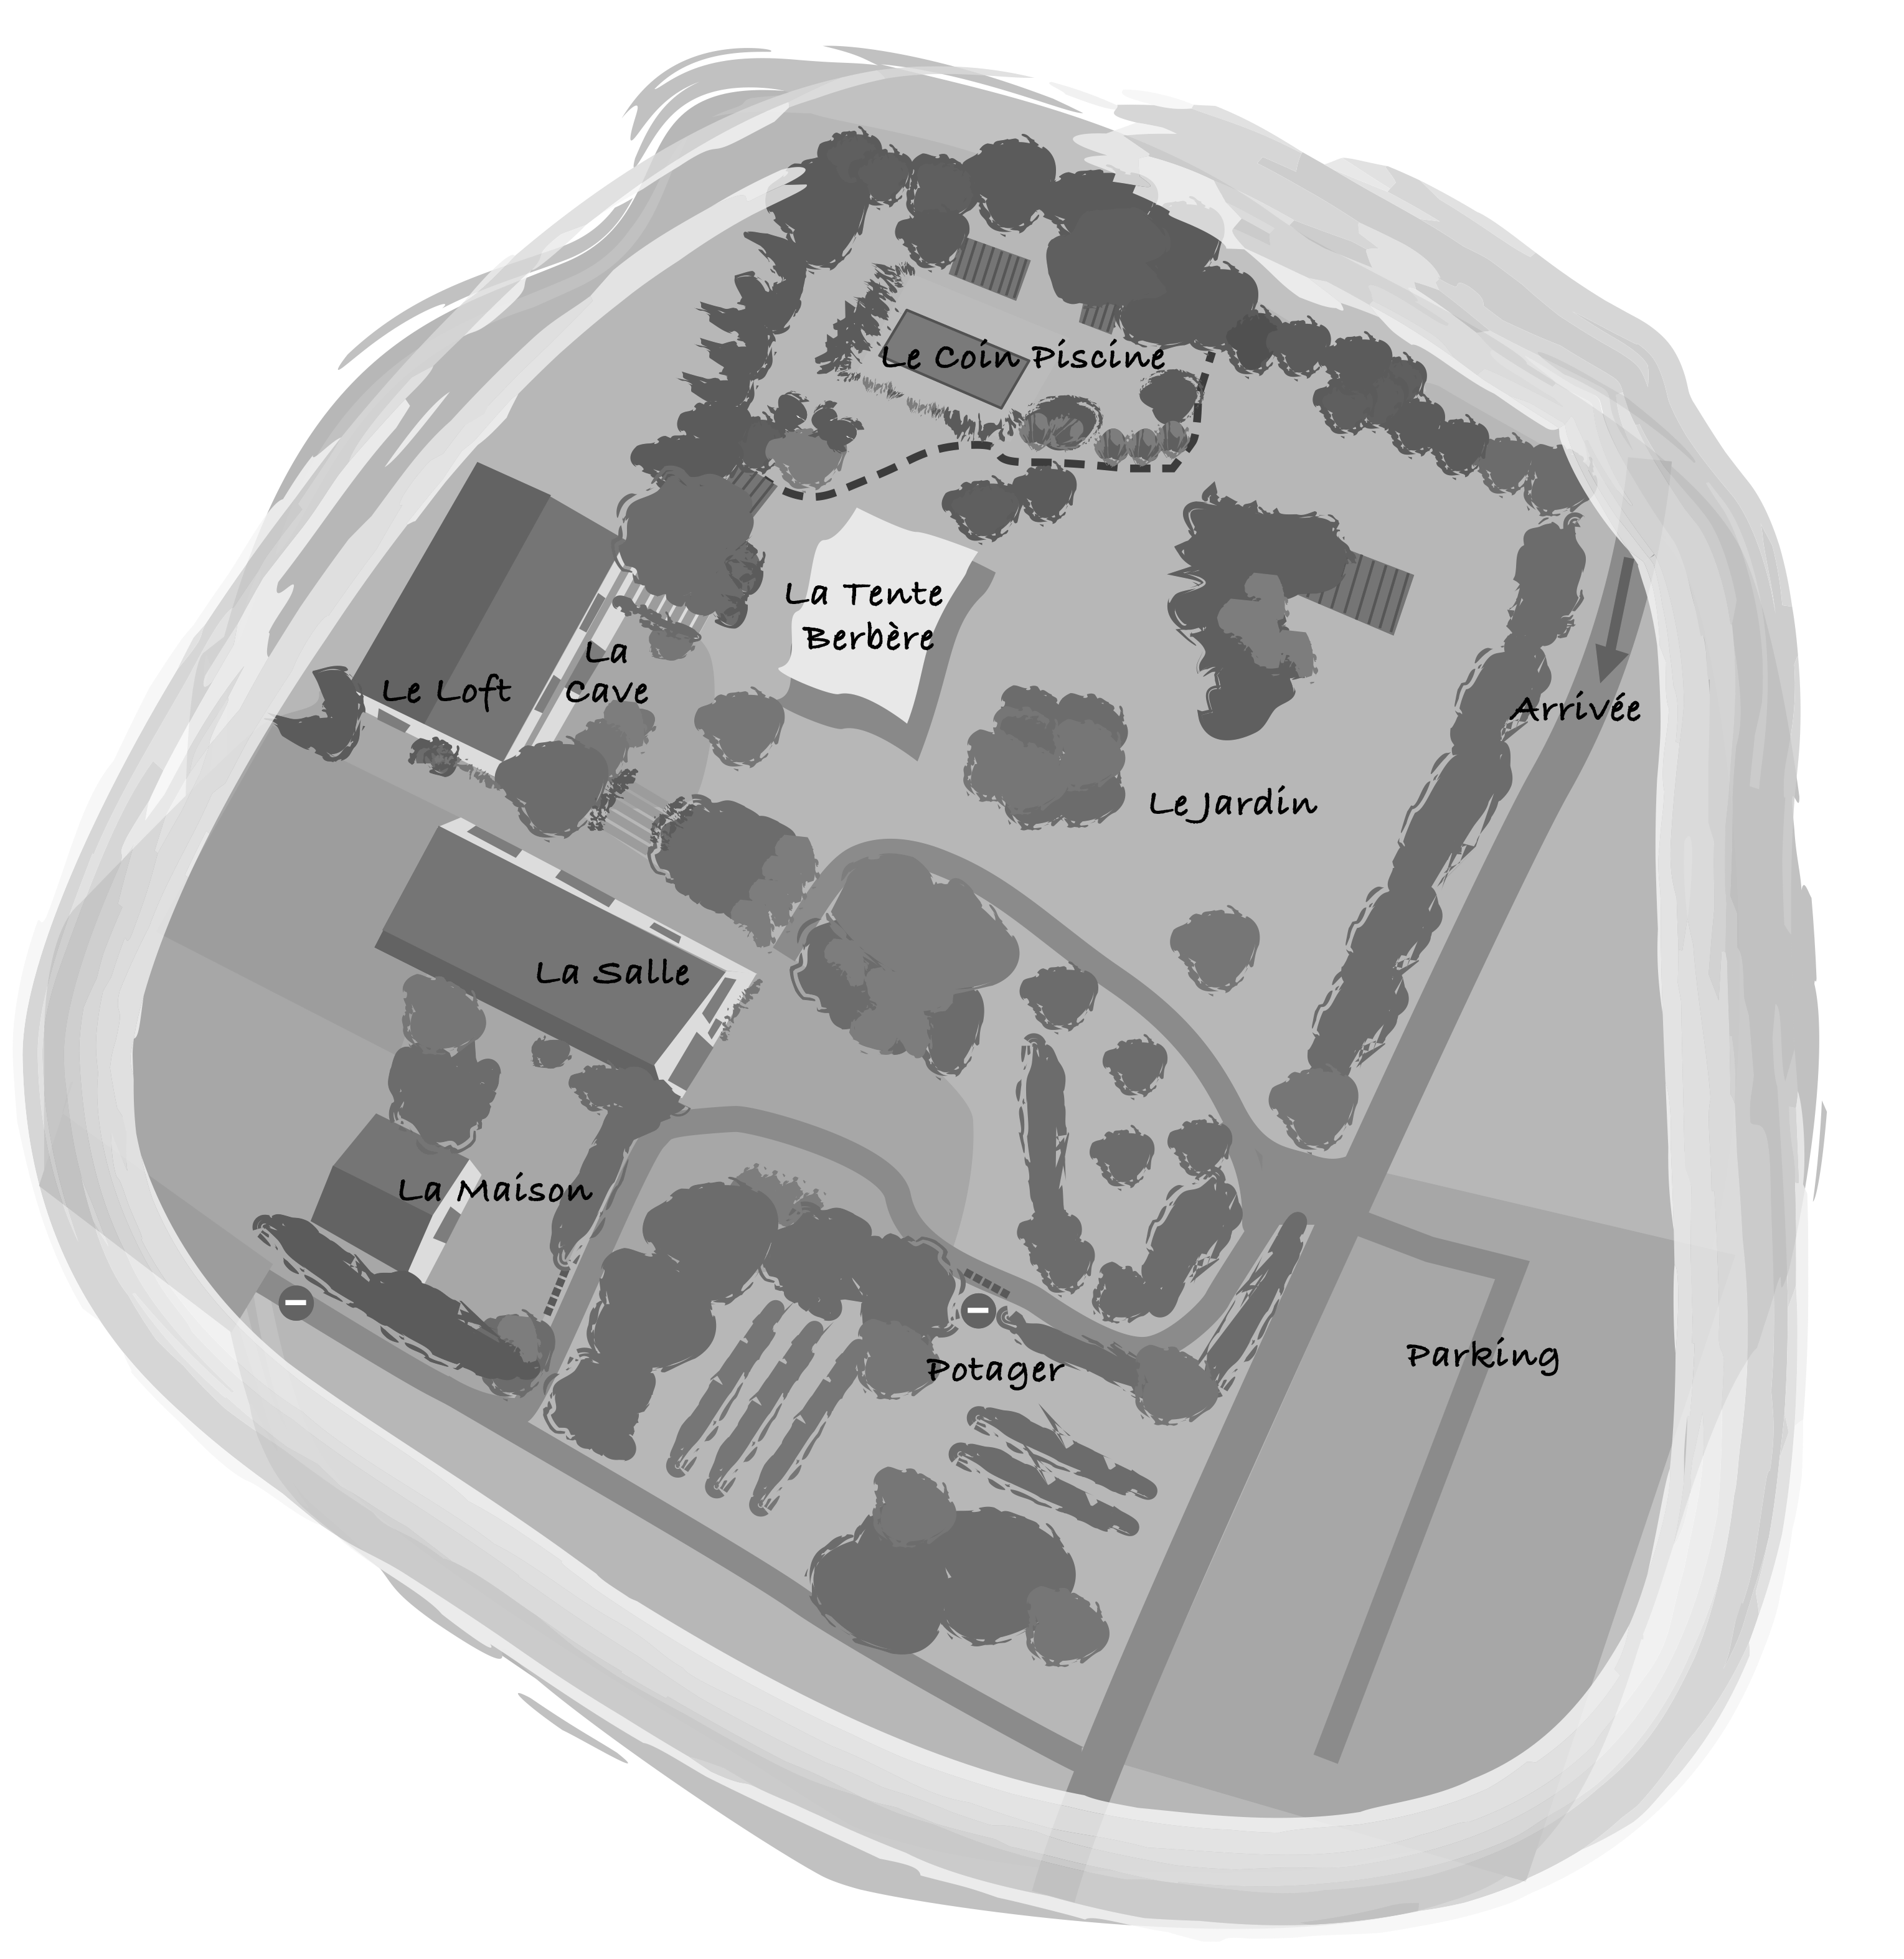 Le Coin Piscine
La Tente
Berbère
La
Cave
Le Loft
Arrivée
Le Jardin
La Salle
La Maison
Potager
Parking